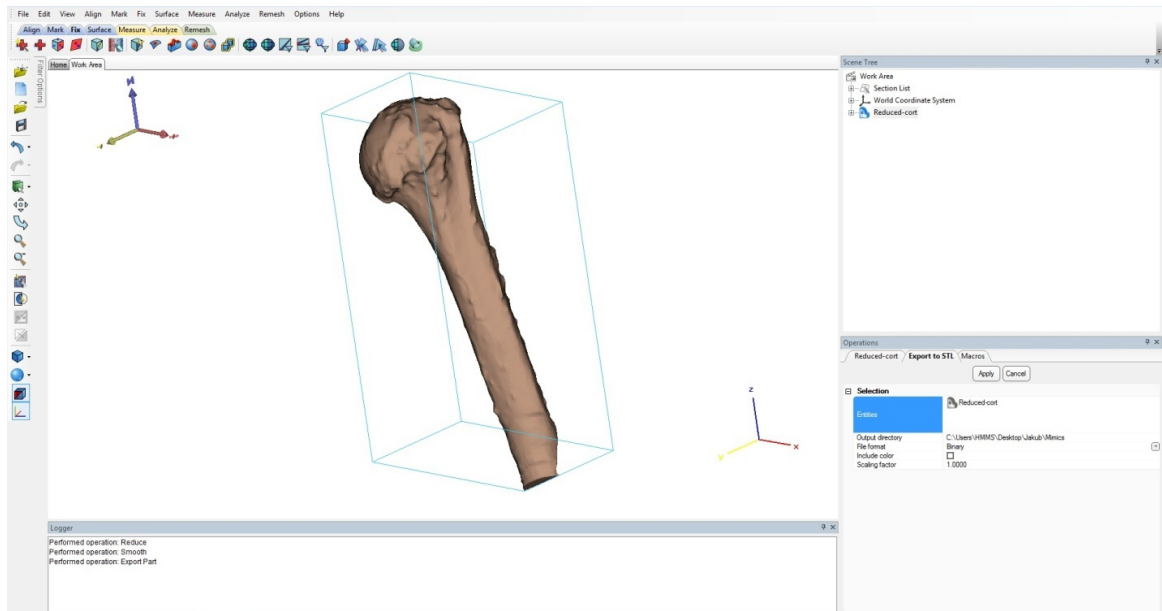 File Edit View Align Mark Fix Surface Measure Analyze Remesh Options Help
Align Mark Fix Surface Measure Analyze Remesh
Filter Options
Home Work Area
Scene Tree
Work Area
Section List
World Coordinate System
Reduced-cort
z
x
y
Operations
Reduced-cort Export to STL Macros
Apply Cancel
Selection
Entities Reduced-cort
Output directory C:\Users\HMMS\Desktop\Jakub\Mimics
File format Binary
Include color
Scaling factor 1.0000
Logger
Performed operation: Reduce
Performed operation: Smooth
Performed operation: Export Part